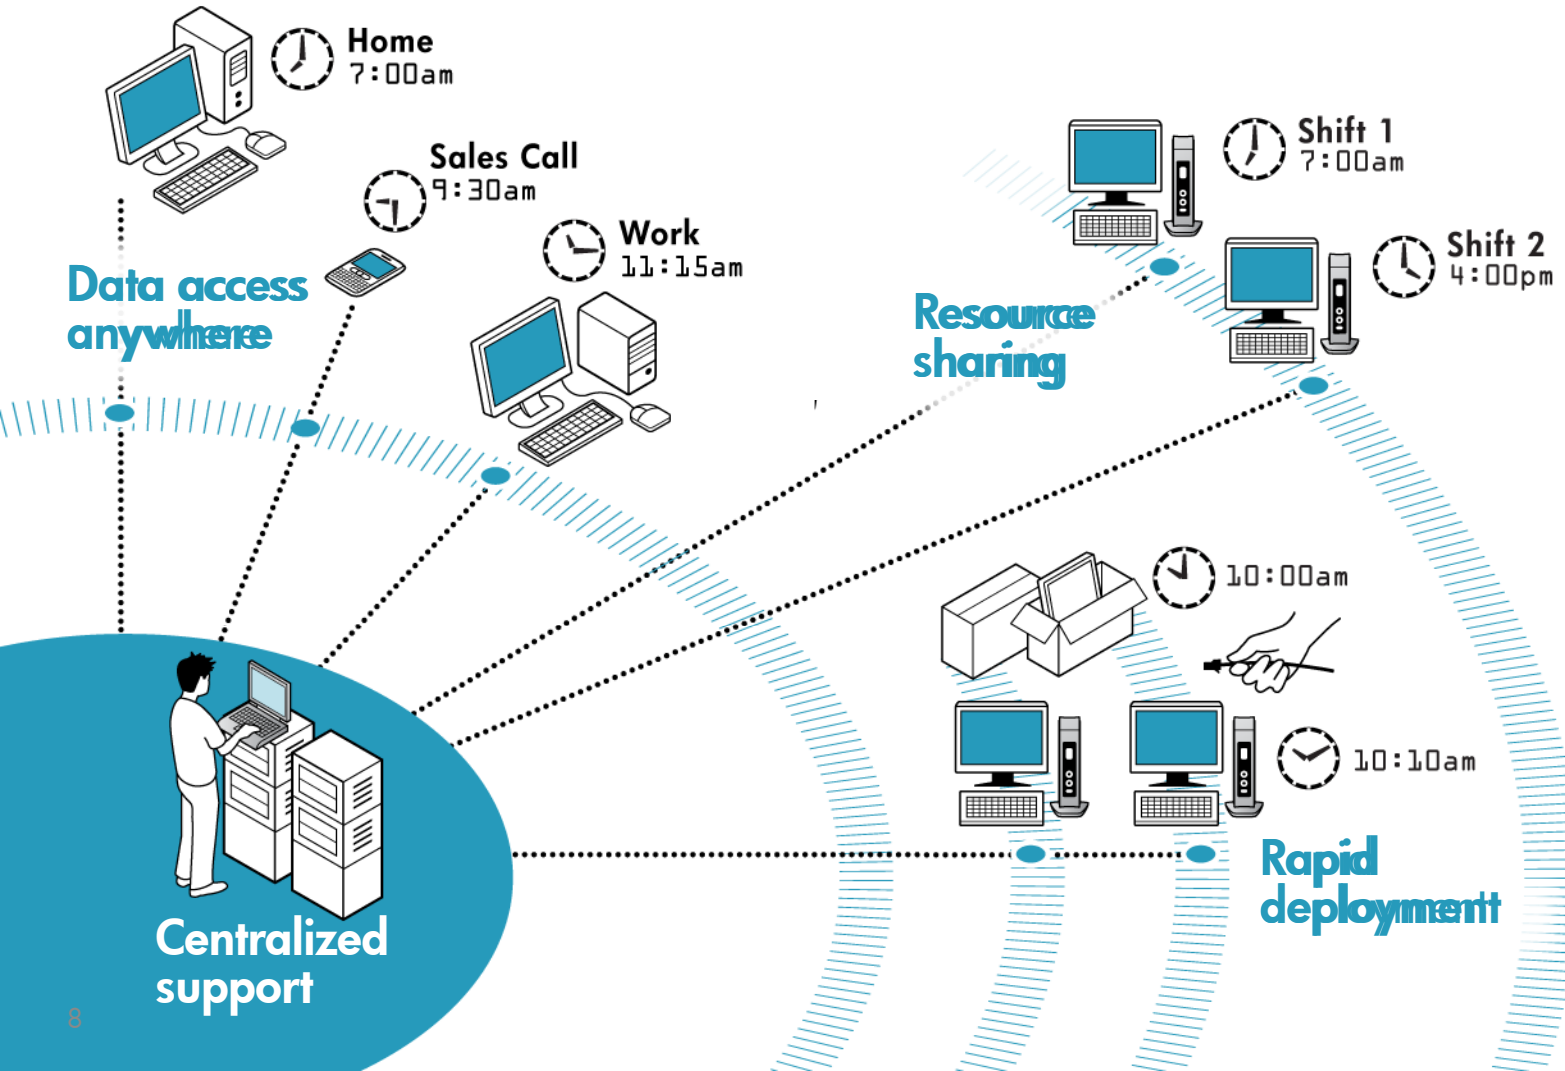 Home
7:00am
Sales Call
9:30am
Work
11:15am
Data access
anywhere
Shift 1
7:00am
Shift 2
4:00pm
Resource
sharing
10:00am
10:10am
Rapid
deployment
Centralized
support
8